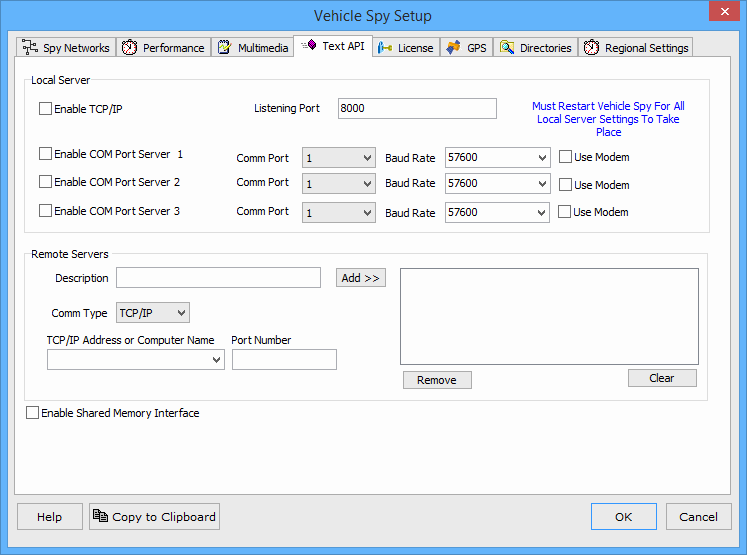 Vehicle Spy Setup
Spy Networks Performance Multimedia Text API License GPS Directories Regional Settings
Local Server
Enable TCP/IP Listening Port 8000
Must Restart Vehicle Spy For All
Local Server Settings To Take
Place
Enable COM Port Server 1 Comm Port 1 Baud Rate 57600 Use Modem
Enable COM Port Server 2 Comm Port 1 Baud Rate 57600 Use Modem
Enable COM Port Server 3 Comm Port 1 Baud Rate 57600 Use Modem
Remote Servers
Description Add >>
Comm Type TCP/IP
TCP/IP Address or Computer Name Port Number
Remove Clear
Enable Shared Memory Interface
Help Copy to Clipboard OK Cancel